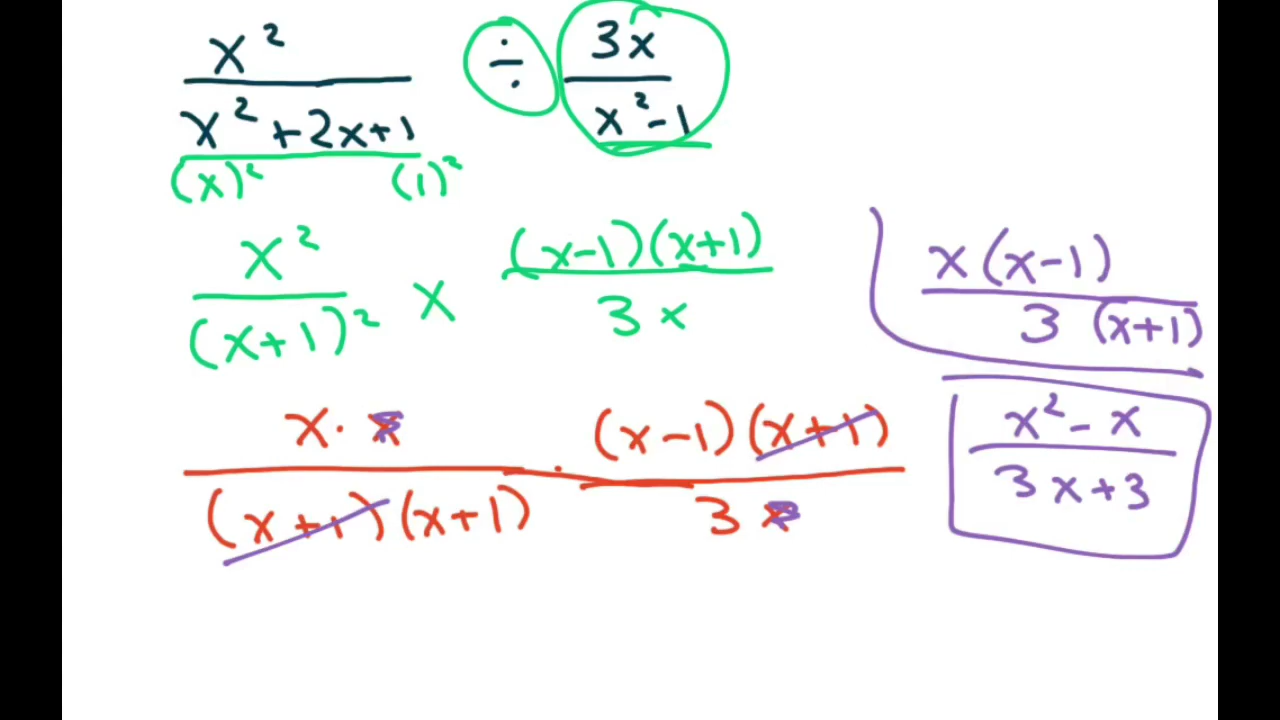 x² / x² + 2x + 1 ÷ 3x / x² - 1
(x)² (1)²
x² / (x+1)² x (x-1)(x+1) / 3x
x · x / (x+1)(x+1) · (x-1)(x+1) / 3x
x(x-1) / 3(x+1)
x² - x / 3x + 3